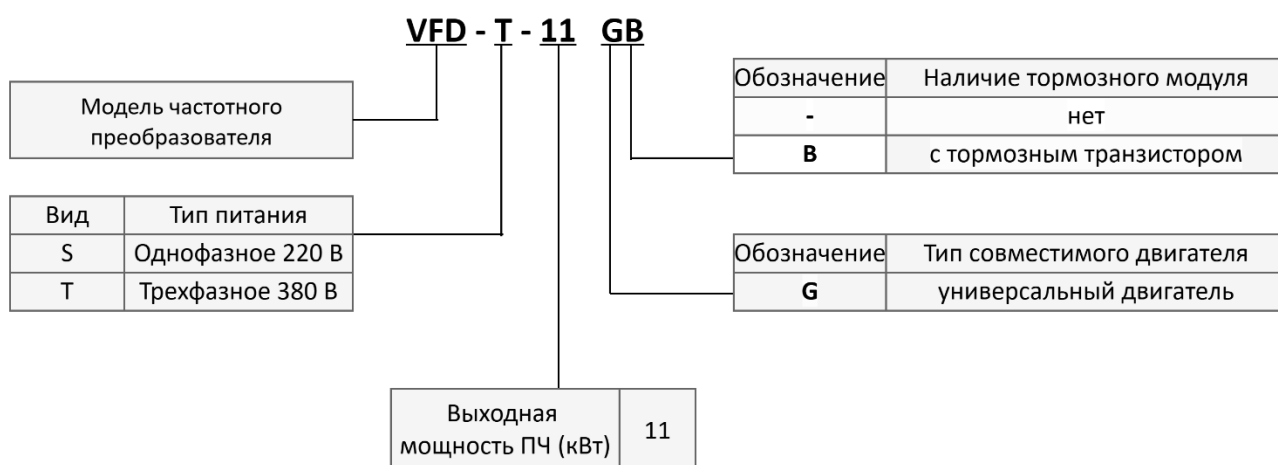 VFD - T - 11 GB
Модель частотного
преобразователя
Вид Тип питания
S Однофазное 220 В
T Трехфазное 380 В
Выходная
мощность ПЧ (кВт) 11
Обозначение Наличие тормозного модуля
- нет
B с тормозным транзистором
Обозначение Тип совместимого двигателя
G универсальный двигатель